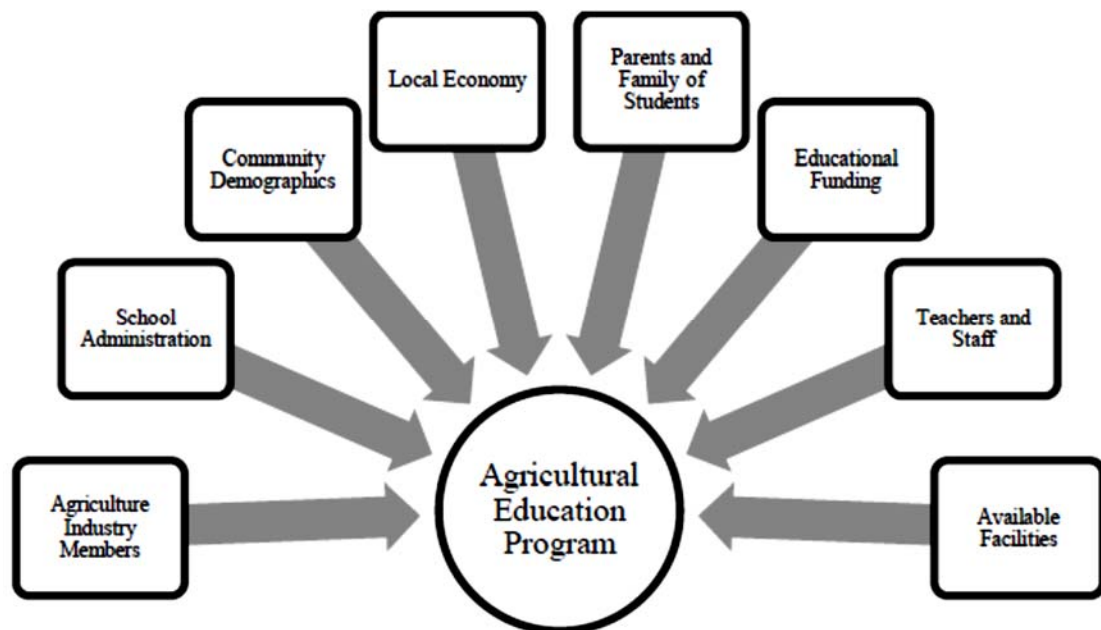 Local Economy
Parents and
Family of
Students
Community
Demographics
Educational
Funding
School
Administration
Teachers and
Staff
Agriculture
Industry
Members
Agricultural
Education
Program
Available
Facilities